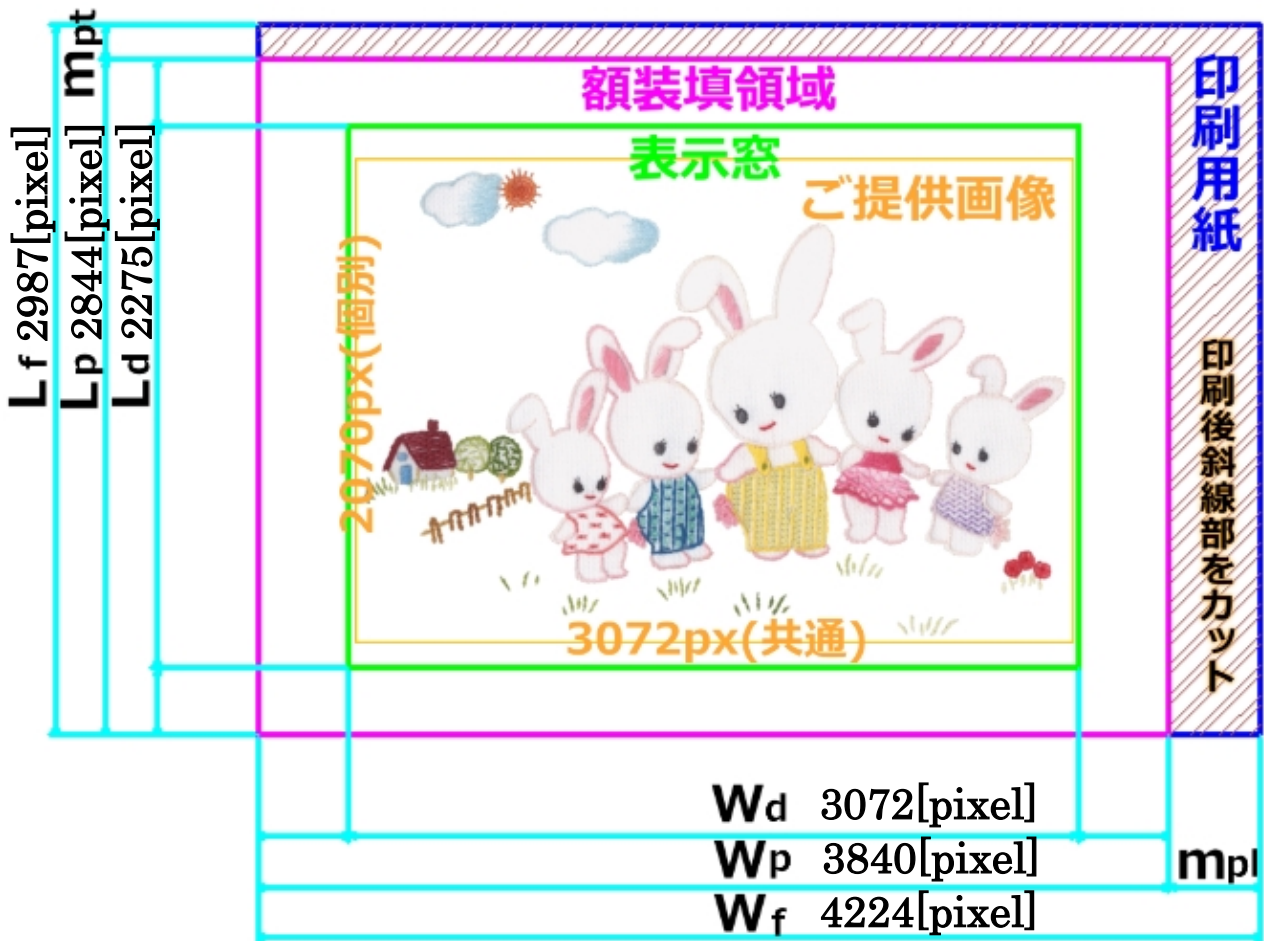 mpt
Lf 2987[pixel]
Lp 2844[pixel]
Ld 2275[pixel]
額装填領域
表示窓
ご提供画像
2070px(個別)
3072px(共通)
印刷用紙
印刷後斜線部をカット
Wd 3072[pixel]
Wp 3840[pixel]
mpl
Wf 4224[pixel]